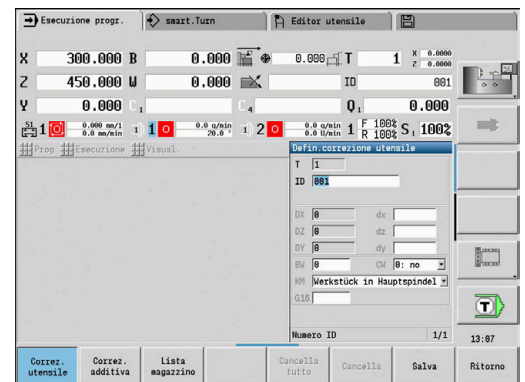 Esecuzione progr. smart.Turn Editor utensile
X 300.000 B 0.000 0.000 T 1 X 0.0000 Z 0.0000
Z 450.000 W 0.000 ID 001
Y 0.000 C1 C4 Q1 0.000
S1 1 0.000 mm/1 0.0 mm/min 1) 1 0 0.0 g/min 20.0 ° 1) 2 0 0.0 g/min 0.0 U/min 1 F 100% R 100% S1 100%
Prog Esecuzione Visual.
Defin.correzione utensile
T 1
ID 001
DX 0 dx
DZ 0 dz
DY 0 dy
BW 0 CW 0: no
KM Werkstück in Hauptspindel
G16
Numero ID 1/1
T
13:07
Correz. utensile Correz. additiva Lista magazzino Cancella tutto Cancella Salva Ritorno